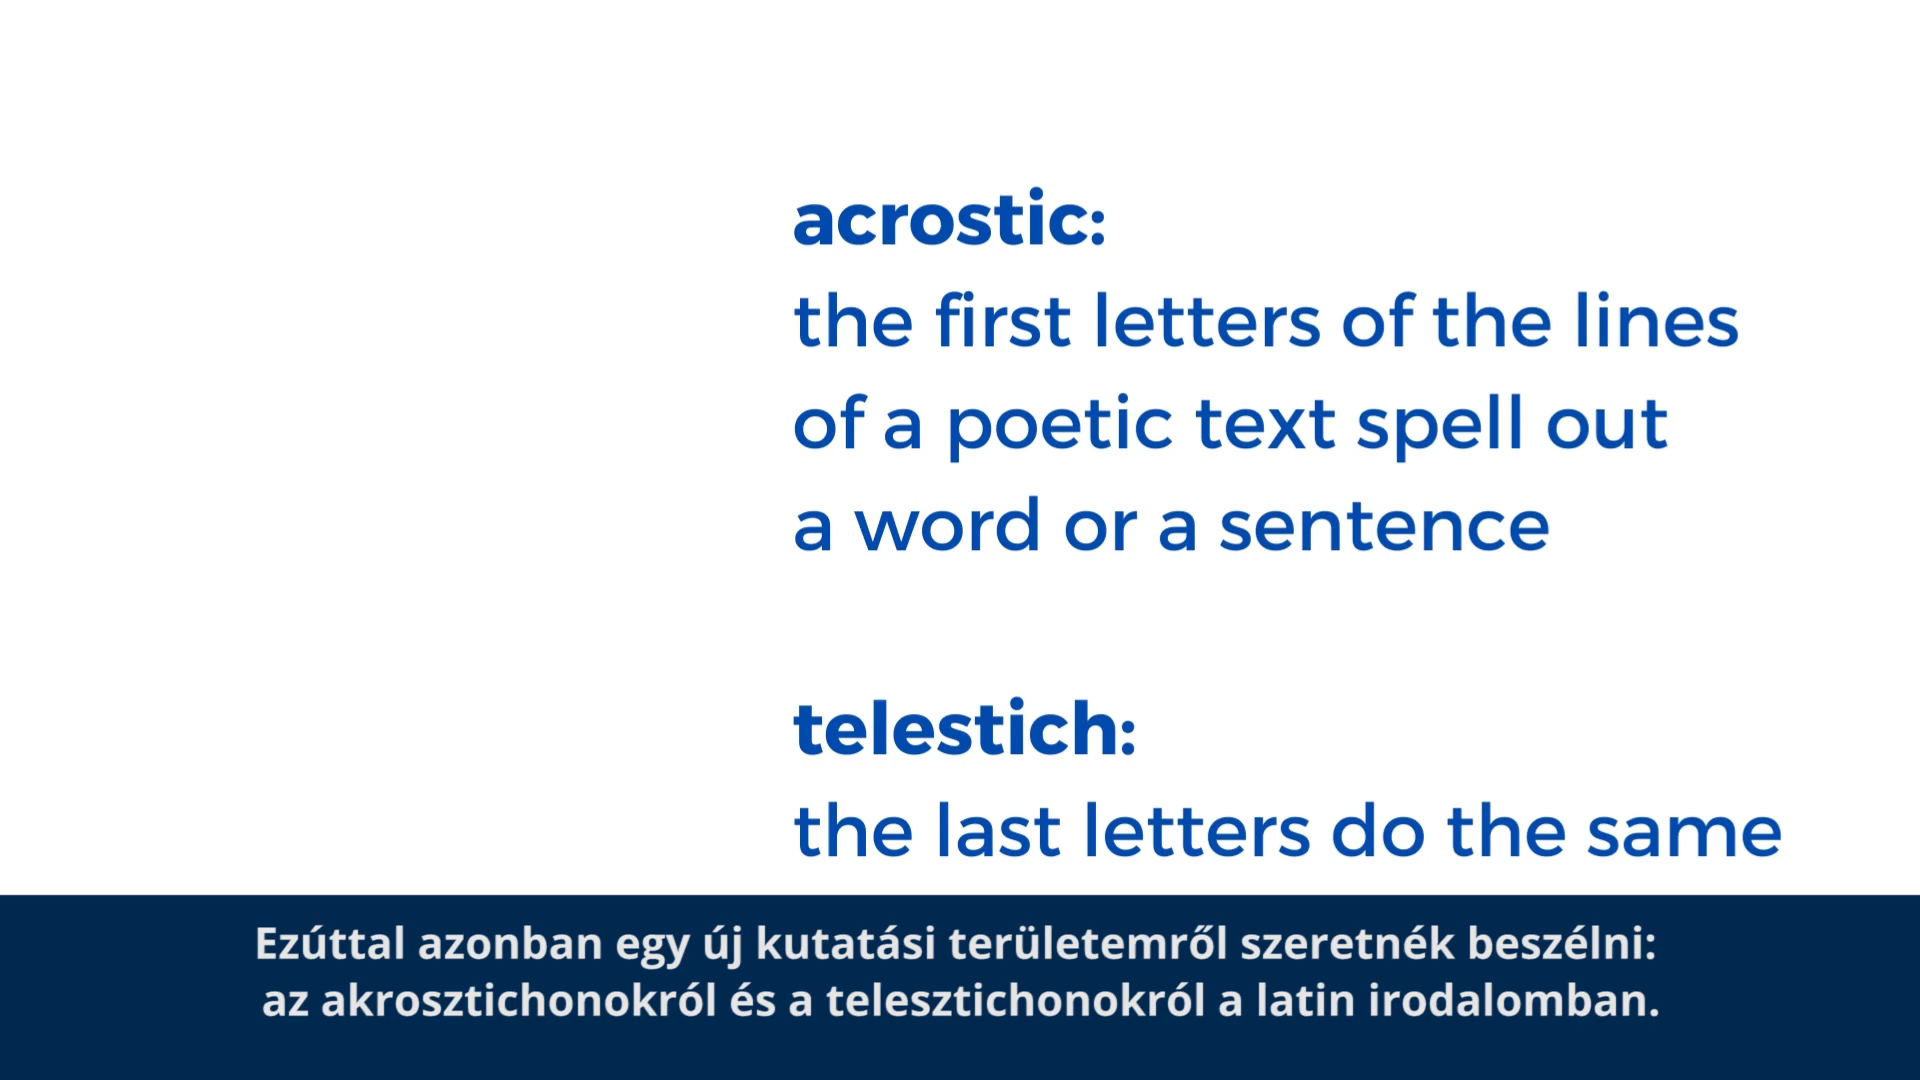 acrostic:
the first letters of the lines
of a poetic text spell out
a word or a sentence
telestich:
the last letters do the same
Ezúttal azonban egy új kutatási területemről szeretnék beszélni:
az akrosztichonokról és a telesztichonokról a latin irodalomban.